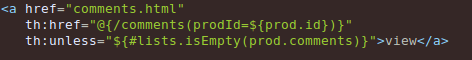 <a href="comments.html"
th:href="@{/comments(prodId=${prod.id})}"
th:unless="${#lists.isEmpty(prod.comments)}">view</a>